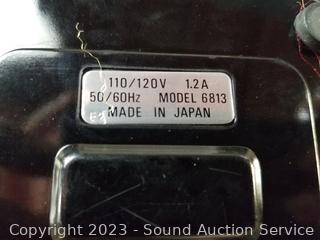 110/120V 1.2A
50/60Hz MODEL 6813
MADE IN JAPAN
Copyright 2023 - Sound Auction Service